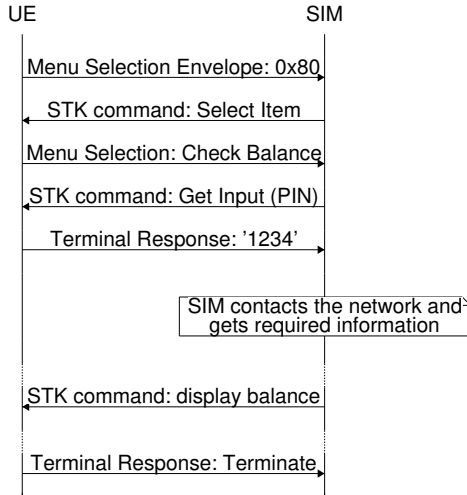 UE SIM
Menu Selection Envelope: 0x80
STK command: Select Item
Menu Selection: Check Balance
STK command: Get Input (PIN)
Terminal Response: '1234'
SIM contacts the network and
gets required information
STK command: display balance
Terminal Response: Terminate